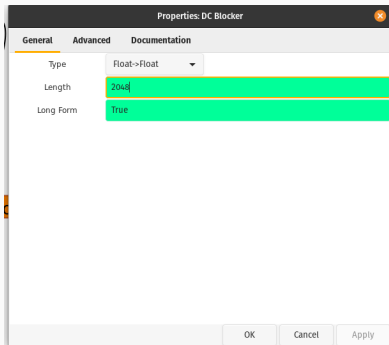 Properties: DC Blocker
General Advanced Documentation
Type Float->Float
Length 2048
Long Form True
OK Cancel Apply